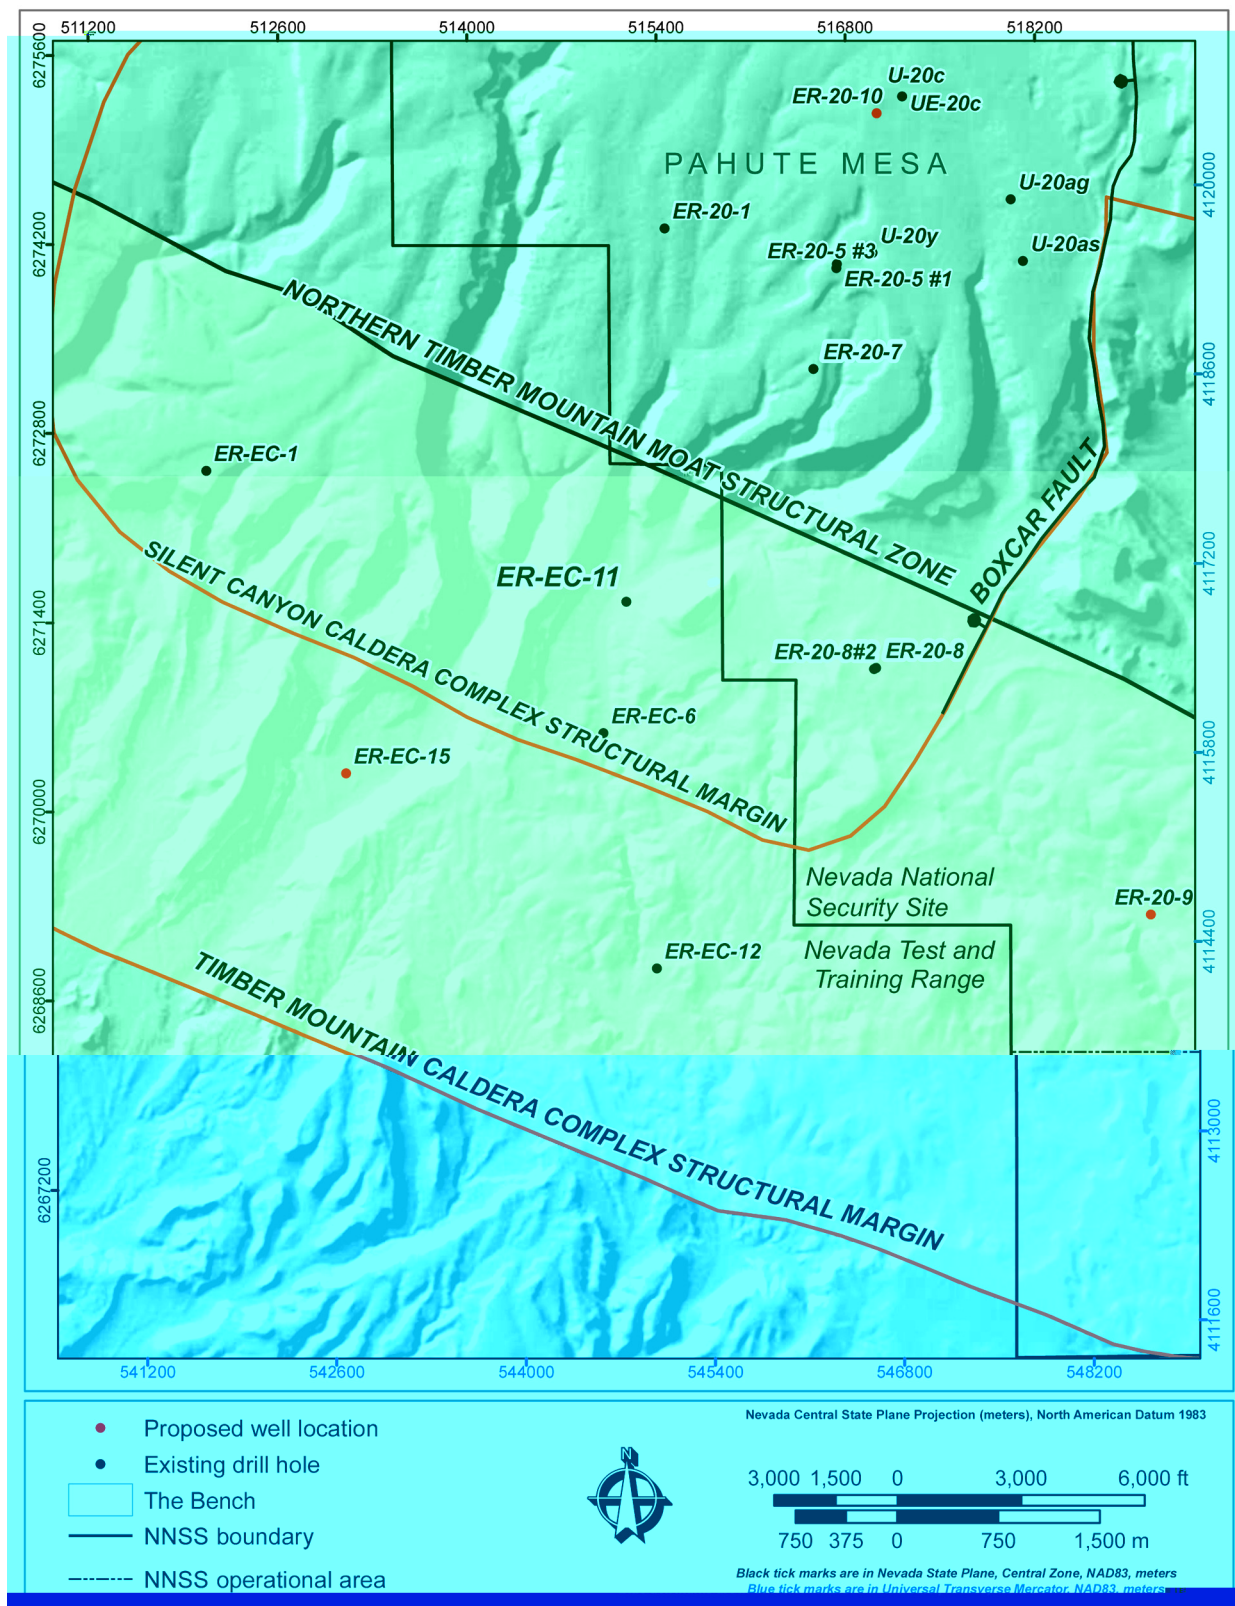 511200 512600 514000 515400 516800 518200
6275600
6274200
6272800
6271400
6270000
6268600
6267200
4120000
4118600
4117200
4115800
4114400
4113000
4111600
U-20c
ER-20-10
UE-20c
PAHUTE MESA
U-20ag
ER-20-1
U-20y
U-20as
ER-20-5 #3
ER-20-5 #1
ER-20-7
NORTHERN TIMBER MOUNTAIN MOAT STRUCTURAL ZONE
BOXCAR FAULT
ER-EC-1
SILENT CANYON CALDERA COMPLEX STRUCTURAL MARGIN
ER-EC-11
ER-20-8#2 ER-20-8
ER-EC-6
ER-EC-15
Nevada National
Security Site
ER-20-9
Nevada Test and
Training Range
ER-EC-12
TIMBER MOUNTAIN CALDERA COMPLEX STRUCTURAL MARGIN
541200 542600 544000 545400 546800 548200
Proposed well location
Existing drill hole
The Bench
NNSS boundary
NNSS operational area
N
Nevada Central State Plane Projection (meters), North American Datum 1983
3,000 1,500 0 3,000 6,000 ft
750 375 0 750 1,500 m
Black tick marks are in Nevada State Plane, Central Zone, NAD83, meters
Blue tick marks are in Universal Transverse Mercator, NAD83, meters